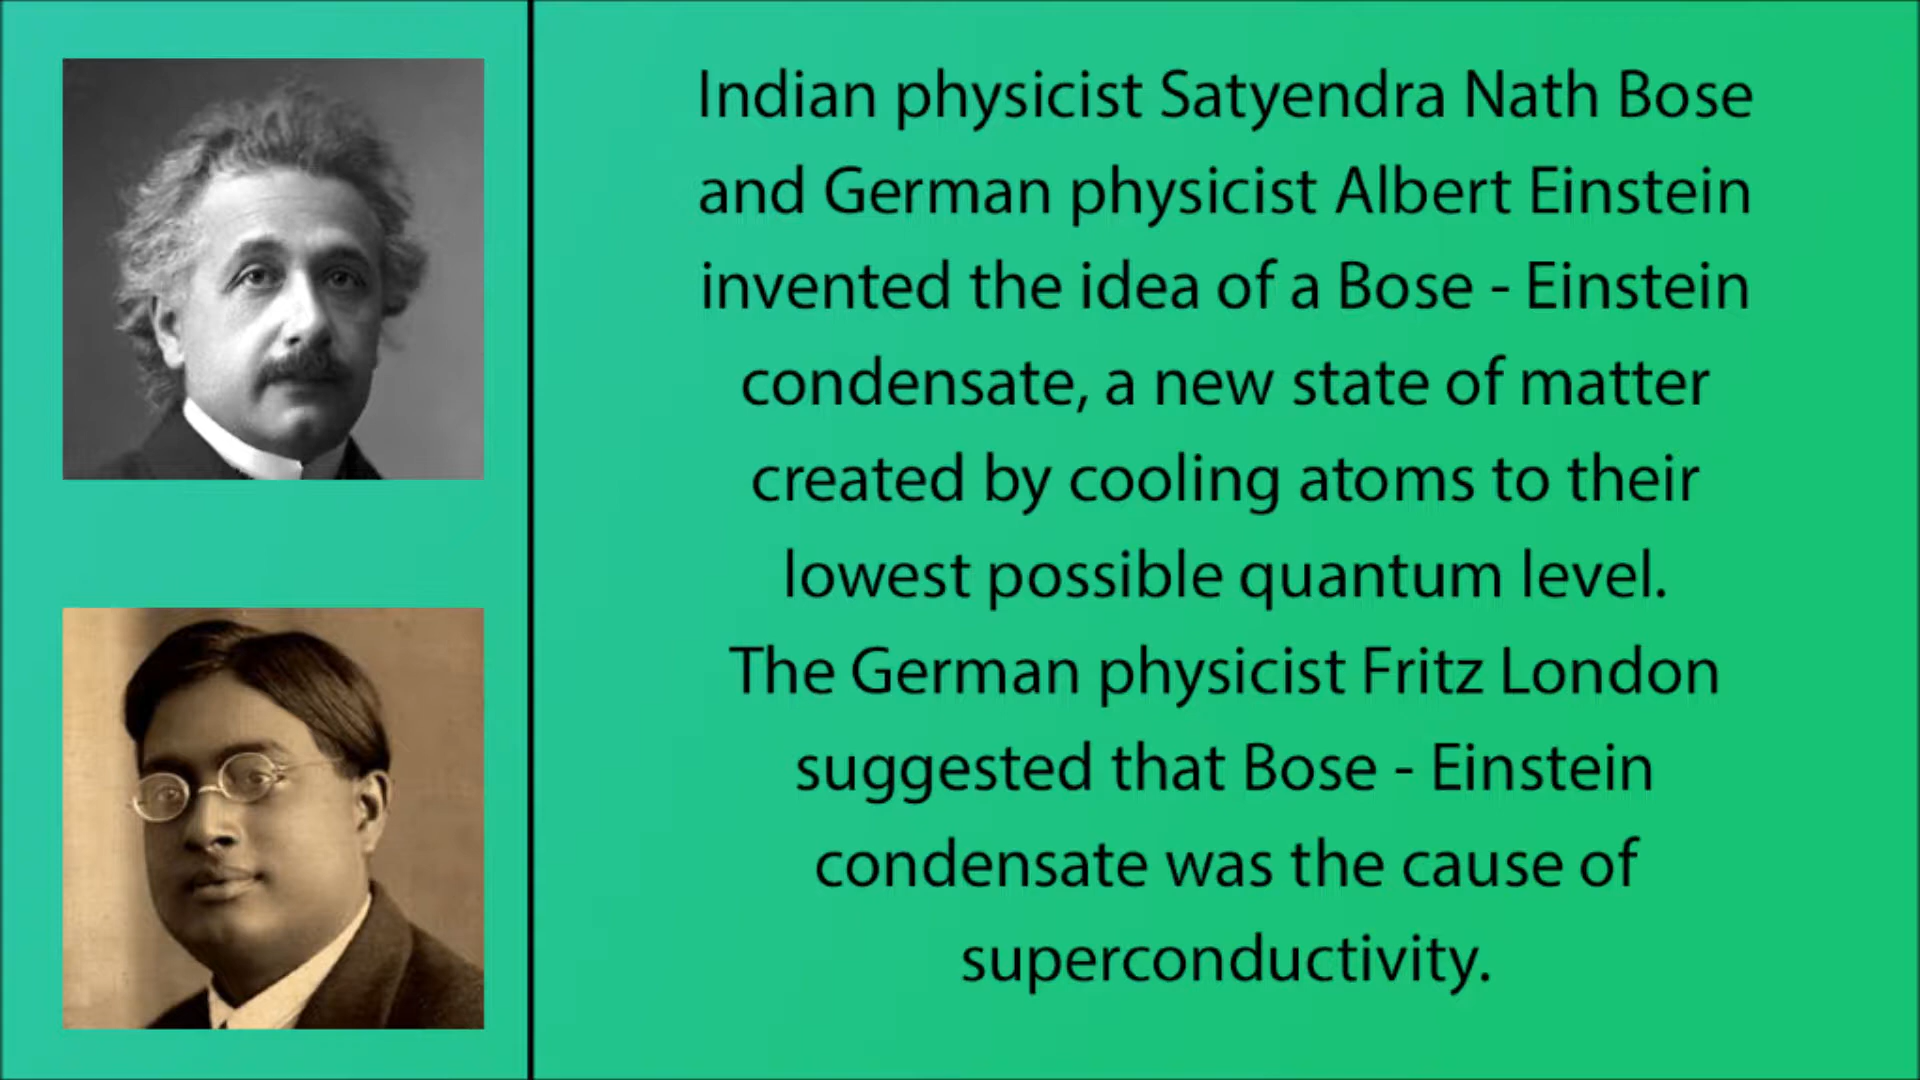 Indian physicist Satyendra Nath Bose
and German physicist Albert Einstein
invented the idea of a Bose - Einstein
condensate, a new state of matter
created by cooling atoms to their
lowest possible quantum level.
The German physicist Fritz London
suggested that Bose - Einstein
condensate was the cause of
superconductivity.